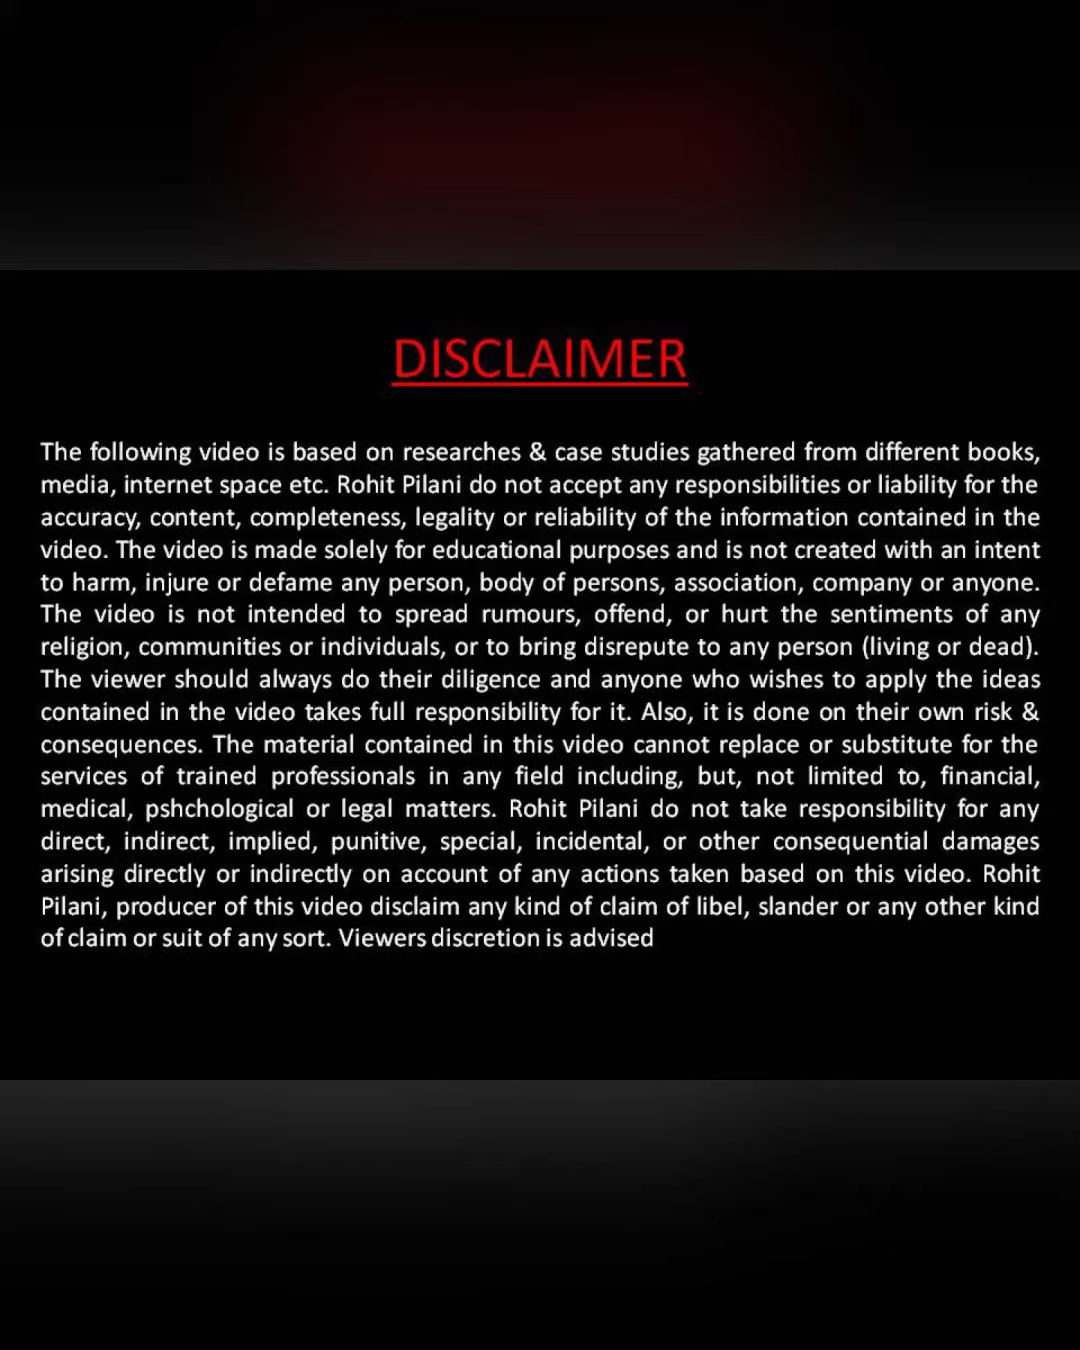 DISCLAIMER
The following video is based on researches & case studies gathered from different books,
media, internet space etc. Rohit Pilani do not accept any responsibilities or liability for the
accuracy, content, completeness, legality or reliability of the information contained in the
video. The video is made solely for educational purposes and is not created with an intent
to harm, injure or defame any person, body of persons, association, company or anyone.
The video is not intended to spread rumours, offend, or hurt the sentiments of any
religion, communities or individuals, or to bring disrepute to any person (living or dead).
The viewer should always do their diligence and anyone who wishes to apply the ideas
contained in the video takes full responsibility for it. Also, it is done on their own risk &
consequences. The material contained in this video cannot replace or substitute for the
services of trained professionals in any field including, but, not limited to, financial,
medical, pshchological or legal matters. Rohit Pilani do not take responsibility for any
direct, indirect, implied, punitive, special, incidental, or other consequential damages
arising directly or indirectly on account of any actions taken based on this video. Rohit
Pilani, producer of this video disclaim any kind of claim of libel, slander or any other kind
of claim or suit of any sort. Viewers discretion is advised